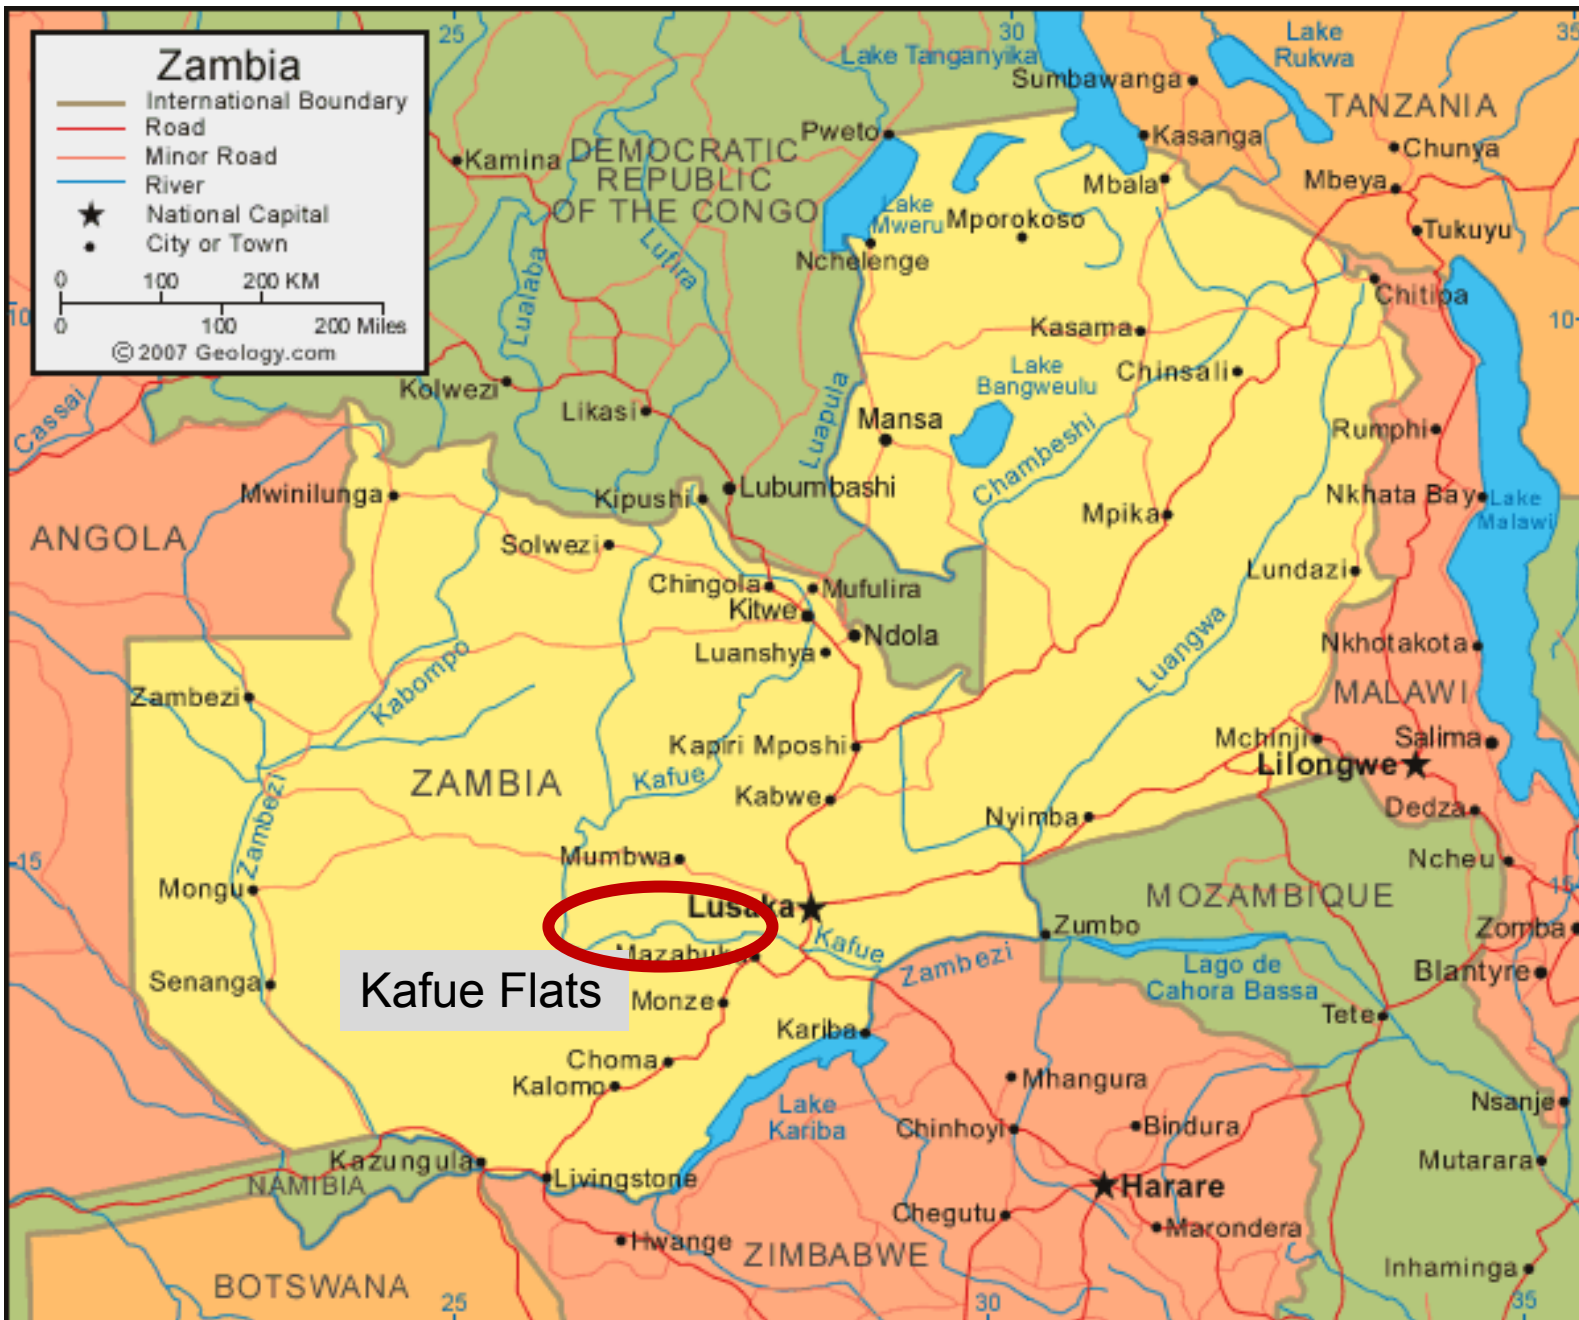 Zambia
International Boundary
Road
Minor Road
River
National Capital
City or Town
0 100 200 KM
0 100 200 Miles
© 2007 Geology.com
25
30
35
Lake Tanganyika
Lake
Rukwa
Sumbawanga
TANZANIA
Pweto
Kasanga
Chunya
Kamina
DEMOCRATIC
REPUBLIC
OF THE CONGO
Mbala
Mbeya
Lake
Mweru
Mporokoso
Tukuyu
Lufira
Lualaba
Nchelenge
Chitipa
10
10
Kasama
Lake
Bangweulu
Chinsali
Kolwezi
Likasi
Cassai
Luapula
Mansa
Chambeshi
Rumphi
Mwinilunga
Kipushi
Lubumbashi
Mpika
Nkhata Bay
Lake
Malawi
ANGOLA
Solwezi
Chingola
Mufulira
Lundazi
Kitwe
Ndola
Luanshya
Luangwa
Nkhotakota
Kabompo
Zambezi
MALAWI
Kapiri Mposhi
Mchinji
Salima
Lilongwe
ZAMBIA
Kafue
Kabwe
Nyimba
Dedza
Zambezi
15
Mumbwa
Ncheu
Mongu
MOZAMBIQUE
15
Lusaka
Zumbo
Zomba
Kafue
Mazabuka
Zambezi
Lago de
Cahora Bassa
Blantyre
Senanga
Kafue Flats
Monze
Kariba
Tete
Choma
Kalomo
Mhangura
Lake
Kariba
Chinhoyi
Bindura
Nsanje
Kazungula
Livingstone
Mutarara
NAMIBIA
Harare
Chegutu
Marondera
Hwange
ZIMBABWE
BOTSWANA
Inhaminga
25
30
35